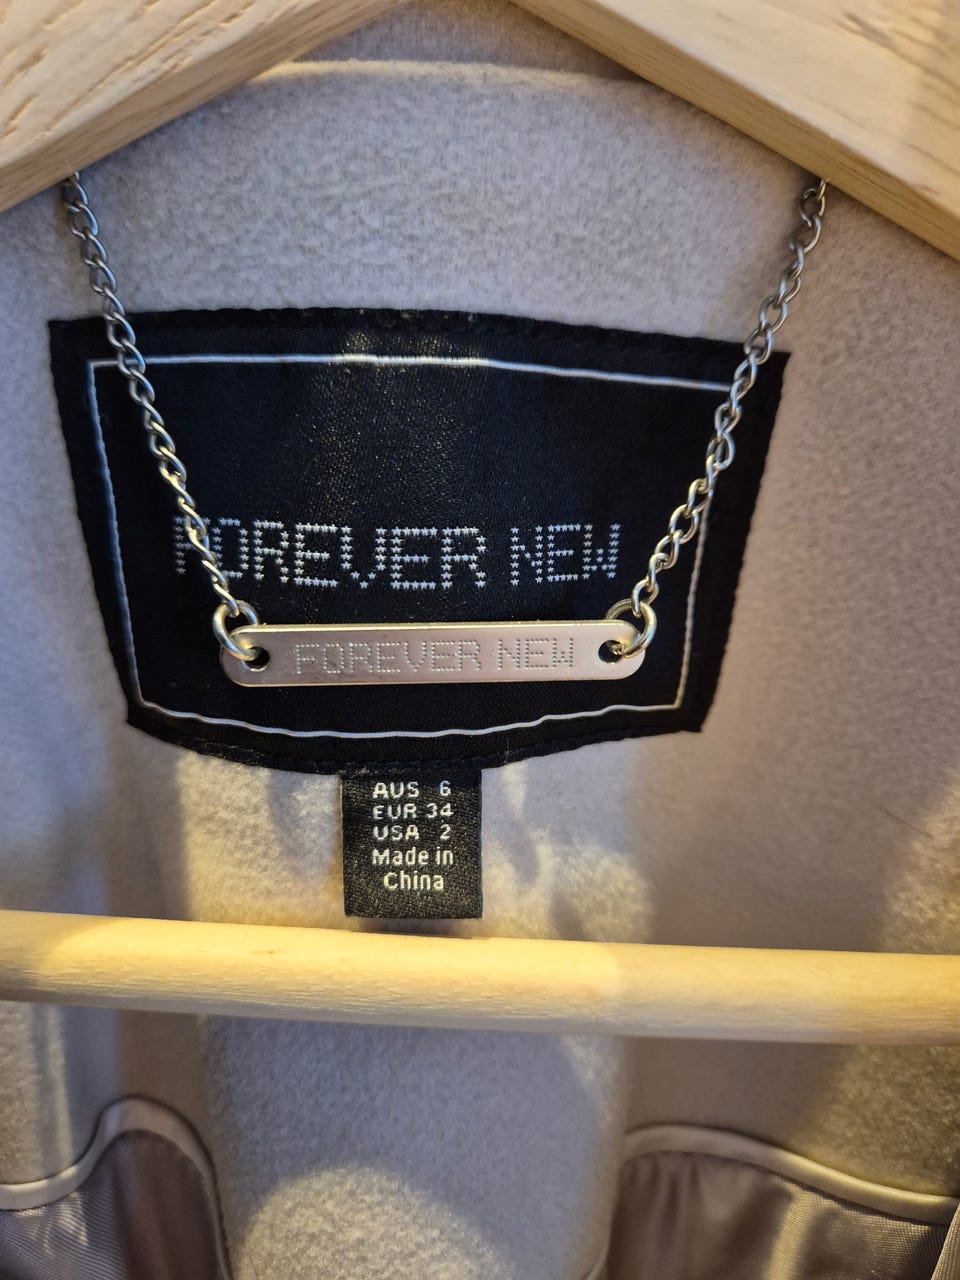 FOREVER NEW
FOREVER NEW
AUS 6
EUR 34
USA 2
Made in
China